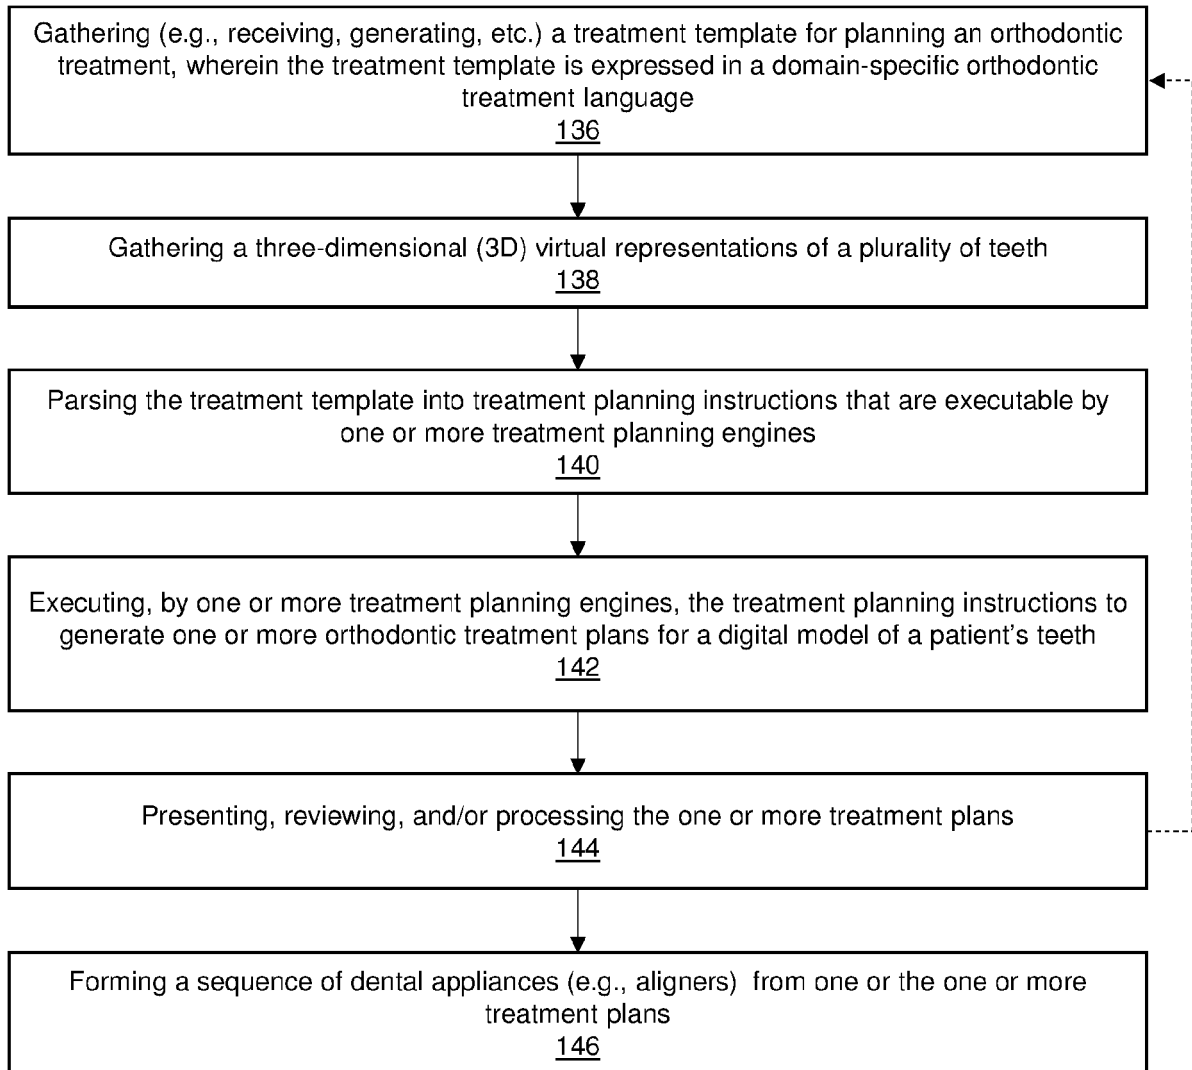 Gathering (e.g., receiving, generating, etc.) a treatment template for planning an orthodontic
treatment, wherein the treatment template is expressed in a domain-specific orthodontic
treatment language
136
Gathering a three-dimensional (3D) virtual representations of a plurality of teeth
138
Parsing the treatment template into treatment planning instructions that are executable by
one or more treatment planning engines
140
Executing, by one or more treatment planning engines, the treatment planning instructions to
generate one or more orthodontic treatment plans for a digital model of a patient's teeth
142
Presenting, reviewing, and/or processing the one or more treatment plans
144
Forming a sequence of dental appliances (e.g., aligners)  from one or the one or more
treatment plans
146